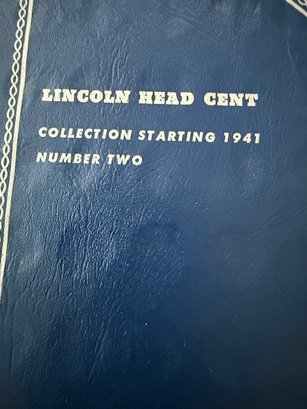 LINCOLN HEAD CENT
COLLECTION STARTING 1941
NUMBER TWO